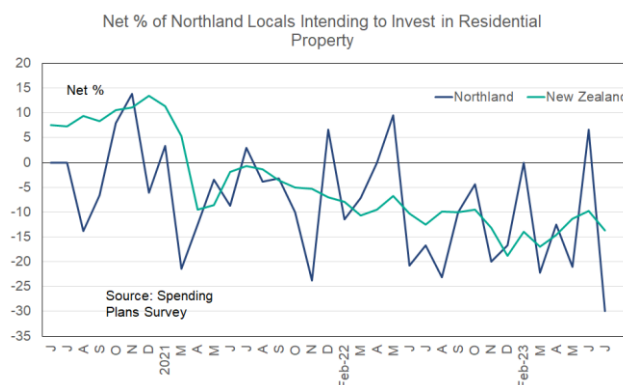 Net % of Northland Locals Intending to Invest in Residential
Property
20
15
10
5
0
-5
-10
-15
-20
-25
-30
-35
Net %
Northland
New Zealand
Source: Spending
Plans Survey
J J A S O N D 2021 M A M J J A S O N D Feb-22 M A M J J A S O N D Feb-23 M A M J J